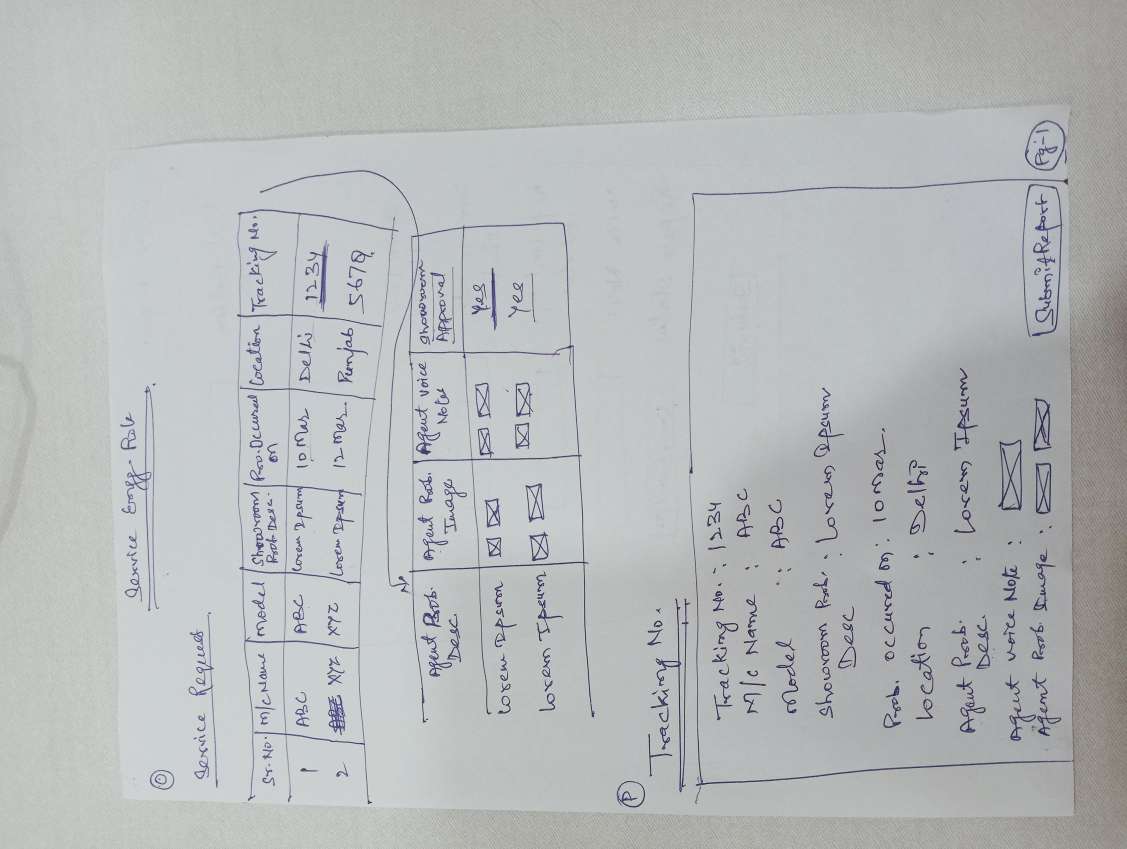 Service Engg. Role
O
Service Request
Sr. No. M/c Name Model Showroom Prob. Desc. Pro. Occured on Location Tracking No.
1 ABC ABC Lorem Ipsum 10 Mar Delhi 1234
2 XYZ XYZ Lorem Ipsum 12 Mar. Punjab 5678
Agent Prob. Desc. Agent Prob. Image Agent voice Notes Showroom Approval
Lorem Ipsum Yes
Lorem Ipsum Yes
P
Tracking No.
Tracking No. : 1234
M/c Name : ABC
Model : ABC
Showroom Prob. : Lorem Ipsum
Desc
Prob. occured on : 10 Mar.
Location : Delhi
Agent Prob. : Lorem Ipsum
Desc.
Agent voice Note :
Agent Prob. Image :
Submit Report
Pg-1